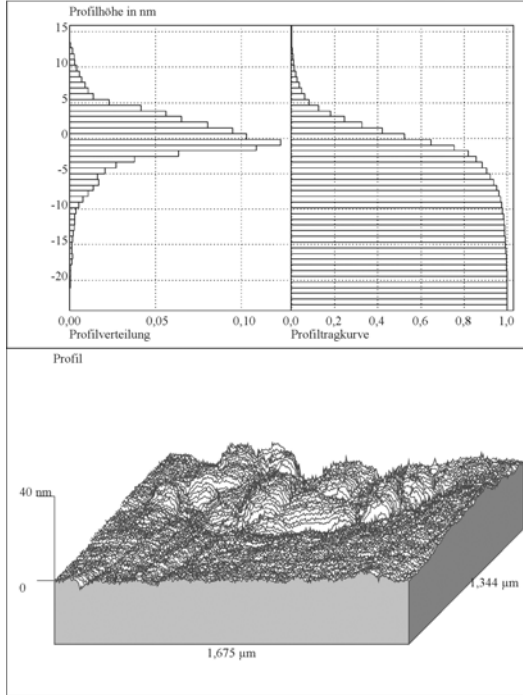 Profilhöhe in nm
15
10
5
0
-5
-10
-15
-20
0,00 0,05 0,10 0,0 0,2 0,4 0,6 0,8 1,0
Profilverteilung Profiltragkurve
Profil
40 nm
0
1,344 µm
1,675 µm